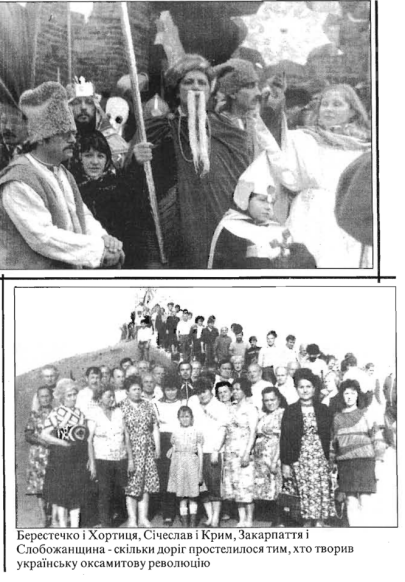 Берестечко і Хортиця, Січеслав і Крим, Закарпаття і
Слобожанщина - скільки доріг простелилося тим, хто творив
українську оксамитову революцію